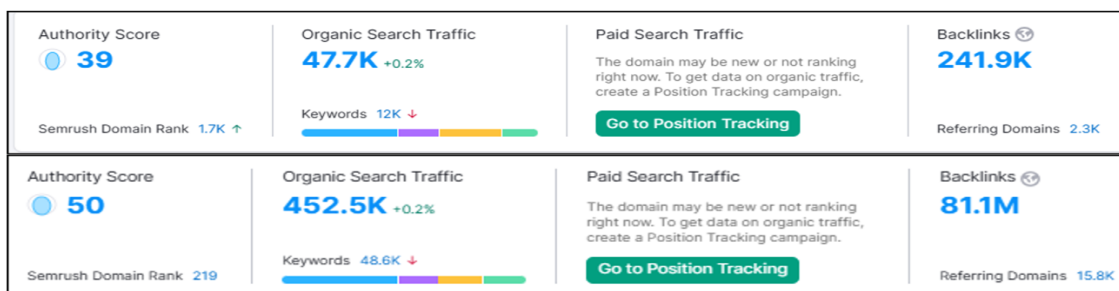 Authority Score
39
Semrush Domain Rank 1.7K ↑
Organic Search Traffic
47.7K +0.2%
Keywords 12K ↓
Paid Search Traffic
The domain may be new or not ranking
right now. To get data on organic traffic,
create a Position Tracking campaign.
Go to Position Tracking
Backlinks
241.9K
Referring Domains 2.3K
Authority Score
50
Semrush Domain Rank 219
Organic Search Traffic
452.5K +0.2%
Keywords 48.6K ↓
Paid Search Traffic
The domain may be new or not ranking
right now. To get data on organic traffic,
create a Position Tracking campaign.
Go to Position Tracking
Backlinks
81.1M
Referring Domains 15.8K